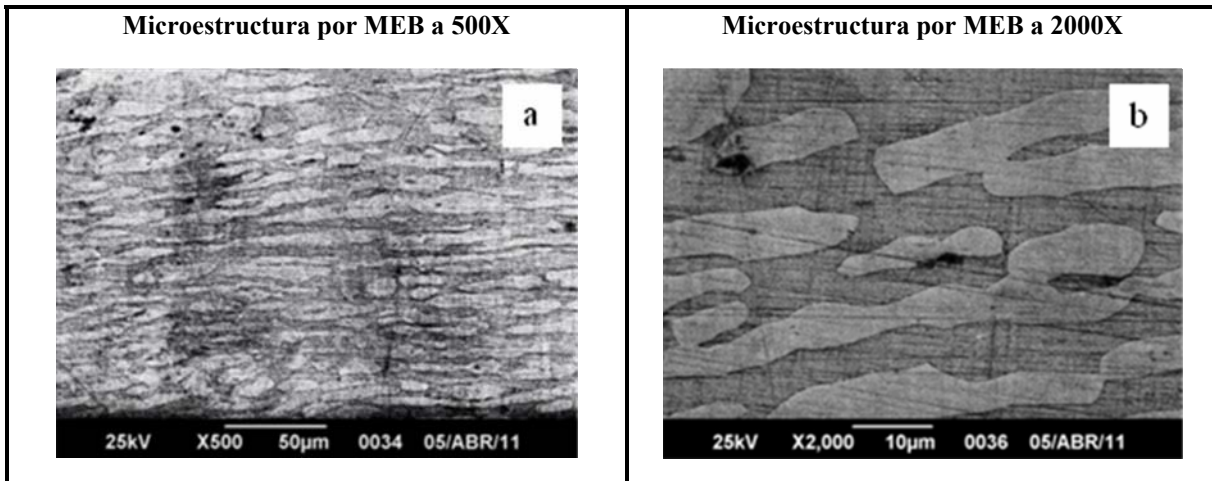 Microestructura por MEB a 500X
Microestructura por MEB a 2000X
a
b
25kV X500 50µm 0034 05/ABR/11
25kV X2,000 10µm 0036 05/ABR/11